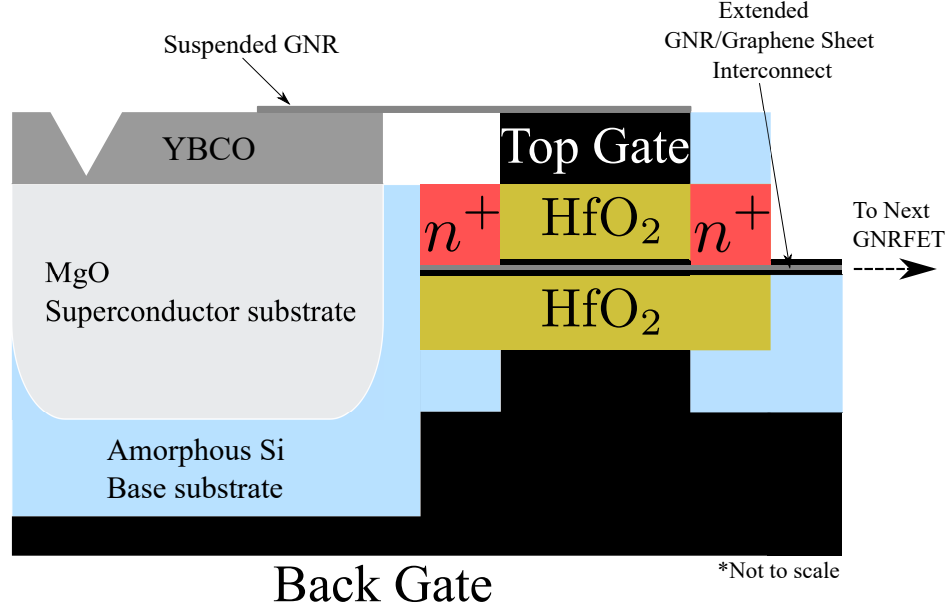 Extended
GNR/Graphene Sheet
Interconnect
Suspended GNR
YBCO
Top Gate
n+
HfO2
n+
To Next
GNRFET
MgO
Superconductor substrate
HfO2
Amorphous Si
Base substrate
*Not to scale
Back Gate